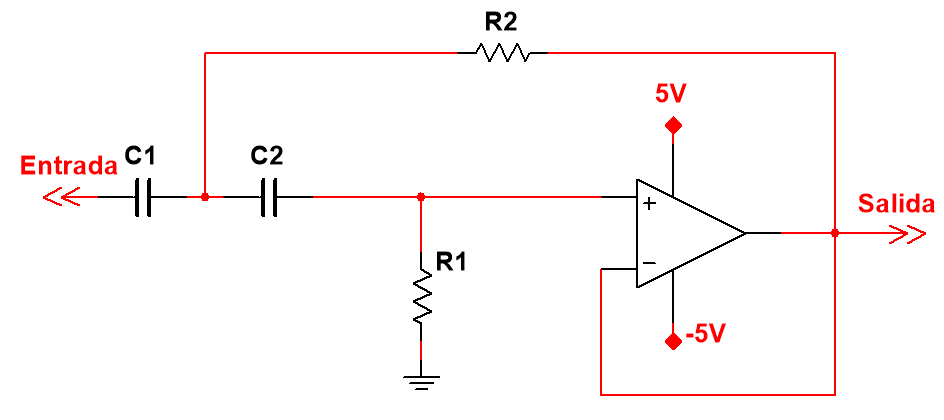 R2
5V
C1
C2
Entrada
Salida
+
R1
−
-5V